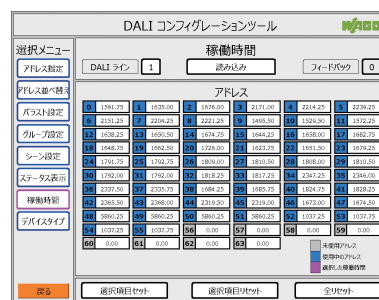 DALI コンフィグレーションツール
WAGO
選択メニュー
アドレス指定
アドレス並べ替え
バラスト設定
グループ設定
シーン設定
ステータス表示
稼働時間
デバイスタイプ
戻る
稼働時間
DALI ライン 1 読み込み フィードバック 0
アドレス
0 1591.75 1 1635.00 2 1676.00 3 2171.00 4 2214.25 5 2239.25
6 2151.25 7 2204.25 8 2221.25 9 1495.50 10 1529.50 11 1572.25
12 1638.25 13 1650.50 14 1674.75 15 1644.25 16 1658.00 17 1682.75
18 1648.75 19 1662.50 20 1726.00 21 1623.75 22 1651.50 23 1679.25
24 1791.75 25 1792.75 26 1809.00 27 1810.50 28 1808.00 29 1810.50
30 1792.00 31 1792.00 32 1818.25 33 1817.25 34 2347.25 35 2346.00
36 2337.50 37 2337.75 38 1684.25 39 1685.75 40 1824.75 41 1828.25
42 2365.50 43 2368.00 44 2319.50 45 2319.00 46 1673.00 47 1674.50
48 5860.25 49 5860.25 50 5860.25 51 5860.25 52 1037.25 53 1037.75
54 1037.25 55 1037.75 56 0.00 57 0.00 58 0.00 59 0.00
60 0.00 61 0.00 62 0.00 63 0.00
未使用アドレス
使用中のアドレス
選択した稼働時間
選択項目セット 選択項目リセット 全リセット